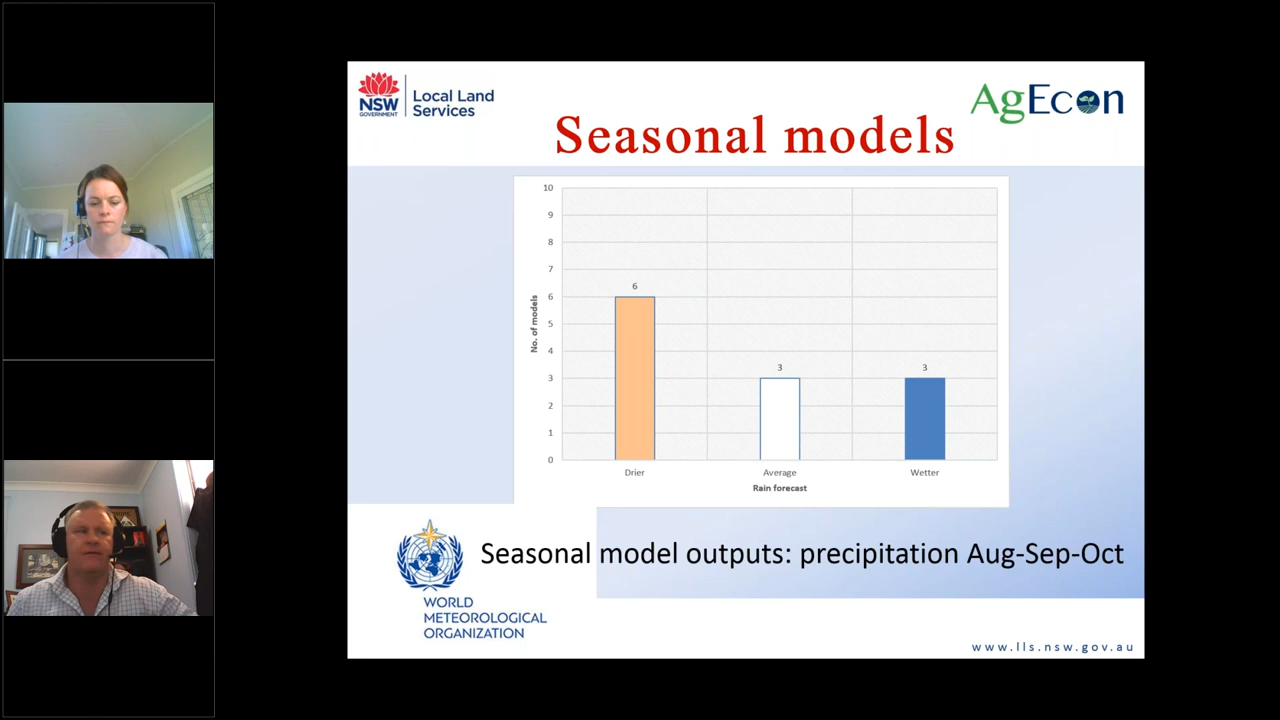 NSW
GOVERNMENT
Local Land
Services
AgEcon
Seasonal models
10
9
8
7
6
5
4
3
2
1
0
No. of models
6
3
3
Drier
Average
Wetter
Rain forecast
Seasonal model outputs: precipitation Aug-Sep-Oct
WORLD
METEOROLOGICAL
ORGANIZATION
www.lls.nsw.gov.au